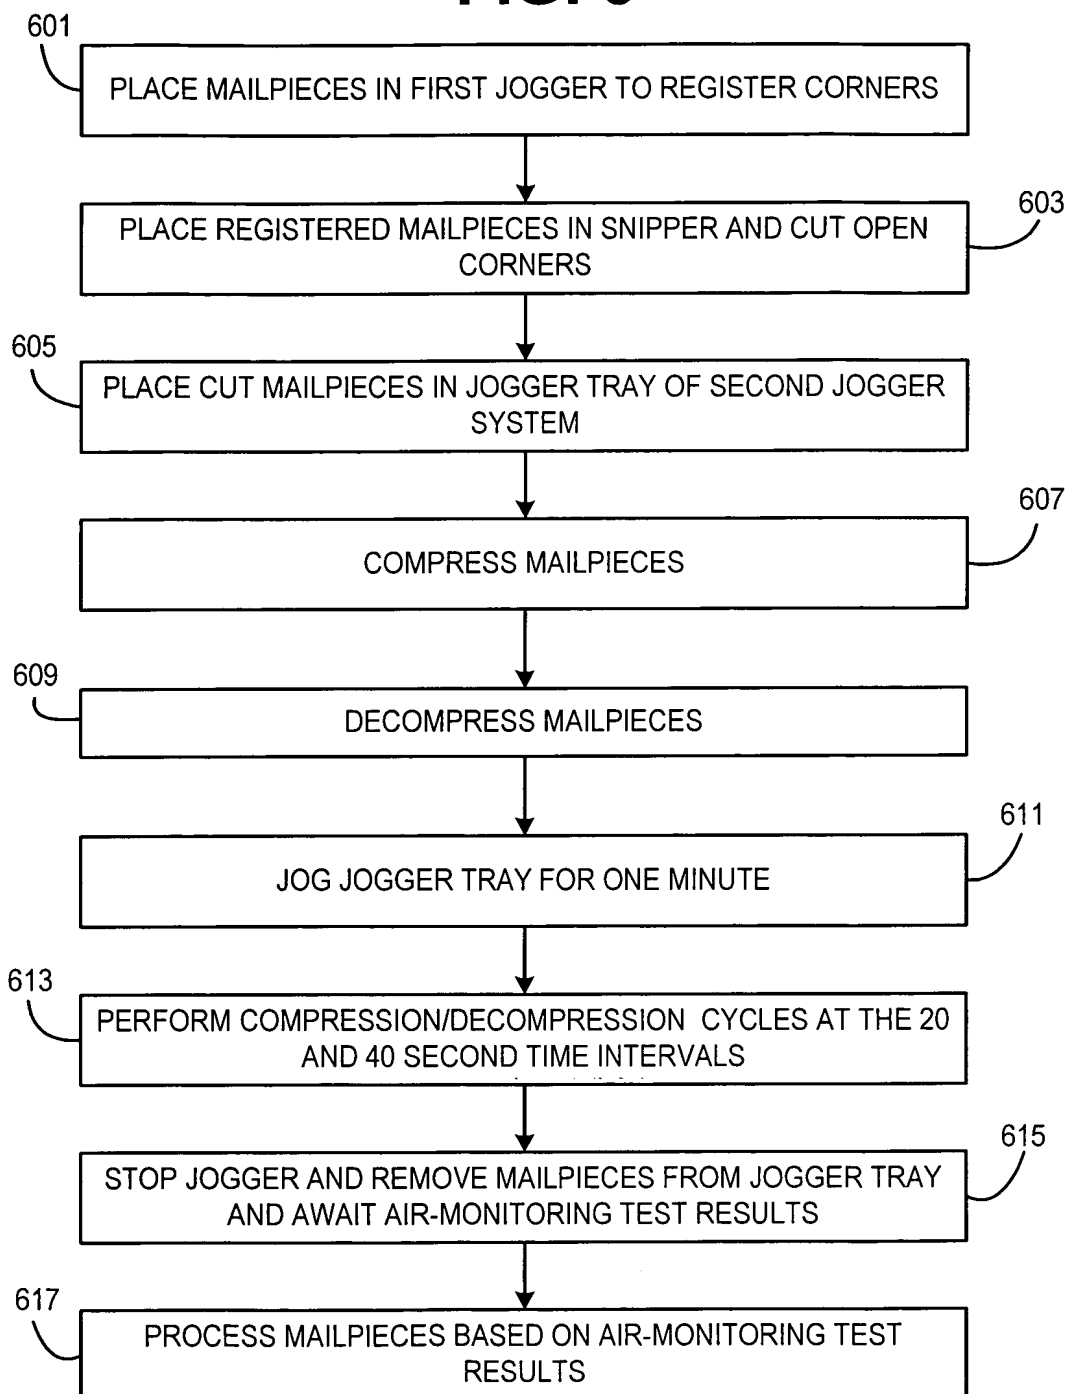 601
PLACE MAILPIECES IN FIRST JOGGER TO REGISTER CORNERS
603
PLACE REGISTERED MAILPIECES IN SNIPPER AND CUT OPEN
CORNERS
605
PLACE CUT MAILPIECES IN JOGGER TRAY OF SECOND JOGGER
SYSTEM
607
COMPRESS MAILPIECES
609
DECOMPRESS MAILPIECES
611
JOG JOGGER TRAY FOR ONE MINUTE
613
PERFORM COMPRESSION/DECOMPRESSION CYCLES AT THE 20
AND 40 SECOND TIME INTERVALS
615
STOP JOGGER AND REMOVE MAILPIECES FROM JOGGER TRAY
AND AWAIT AIR-MONITORING TEST RESULTS
617
PROCESS MAILPIECES BASED ON AIR-MONITORING TEST
RESULTS